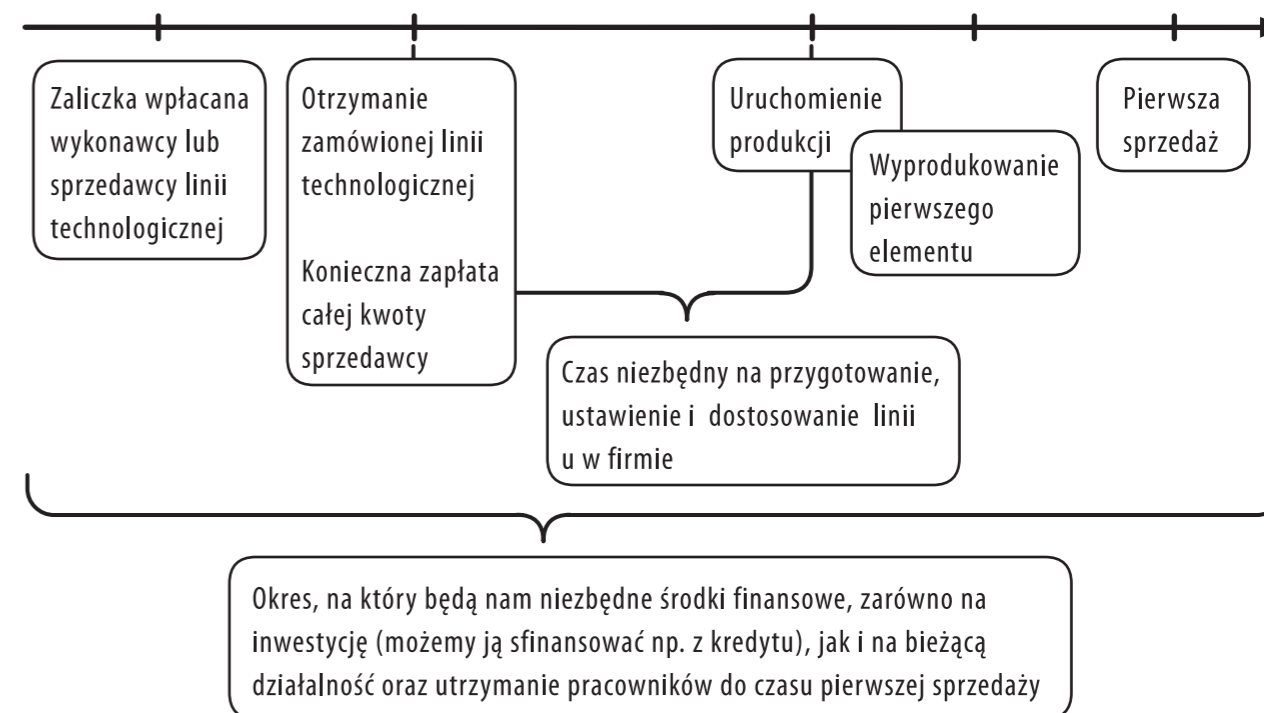 Zaliczka wpłacana
wykonawcy lub
sprzedawcy linii
technologicznej
Otrzymanie
zamówionej linii
technologicznej
Konieczna zapłata
całej kwoty
sprzedawcy
Uruchomienie
produkcji
Wyprodukowanie
pierwszego
elementu
Pierwsza
sprzedaż
Czas niezbędny na przygotowanie,
ustawienie i dostosowanie linii
u w firmie
Okres, na który będą nam niezbędne środki finansowe, zarówno na
inwestycję (możemy ją sfinansować np. z kredytu), jak i na bieżącą
działalność oraz utrzymanie pracowników do czasu pierwszej sprzedaży